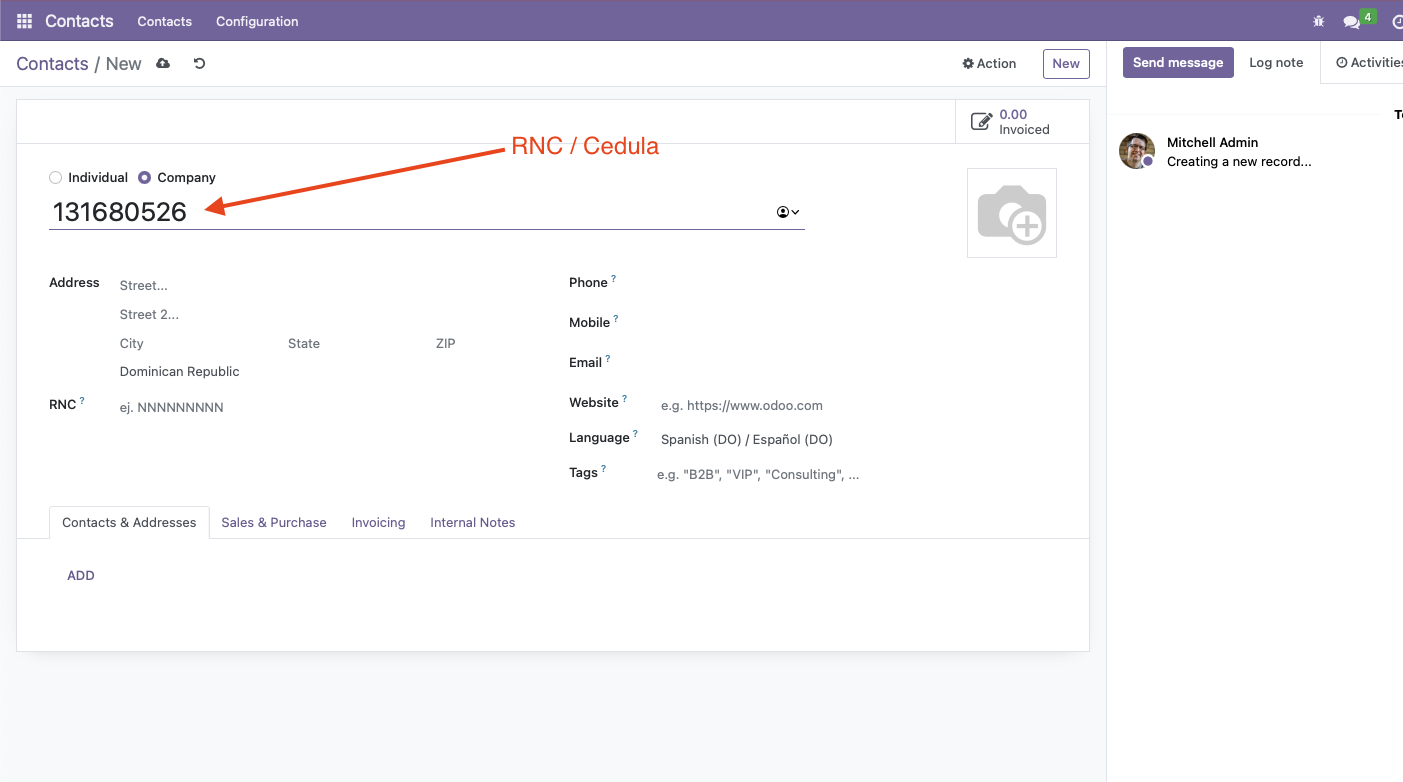 Contacts Contacts Configuration 4
Contacts / New Action New Send message Log note Activities
0.00
Invoiced
RNC / Cedula
Individual Company
131680526
Mitchell Admin
Creating a new record...
Address Street...
Street 2...
City State ZIP
Dominican Republic
RNC ? ej. NNNNNNNNN
Phone ?
Mobile ?
Email ?
Website ? e.g. https://www.odoo.com
Language ? Spanish (DO) / Español (DO)
Tags ? e.g. "B2B", "VIP", "Consulting", ...
Contacts & Addresses Sales & Purchase Invoicing Internal Notes
ADD